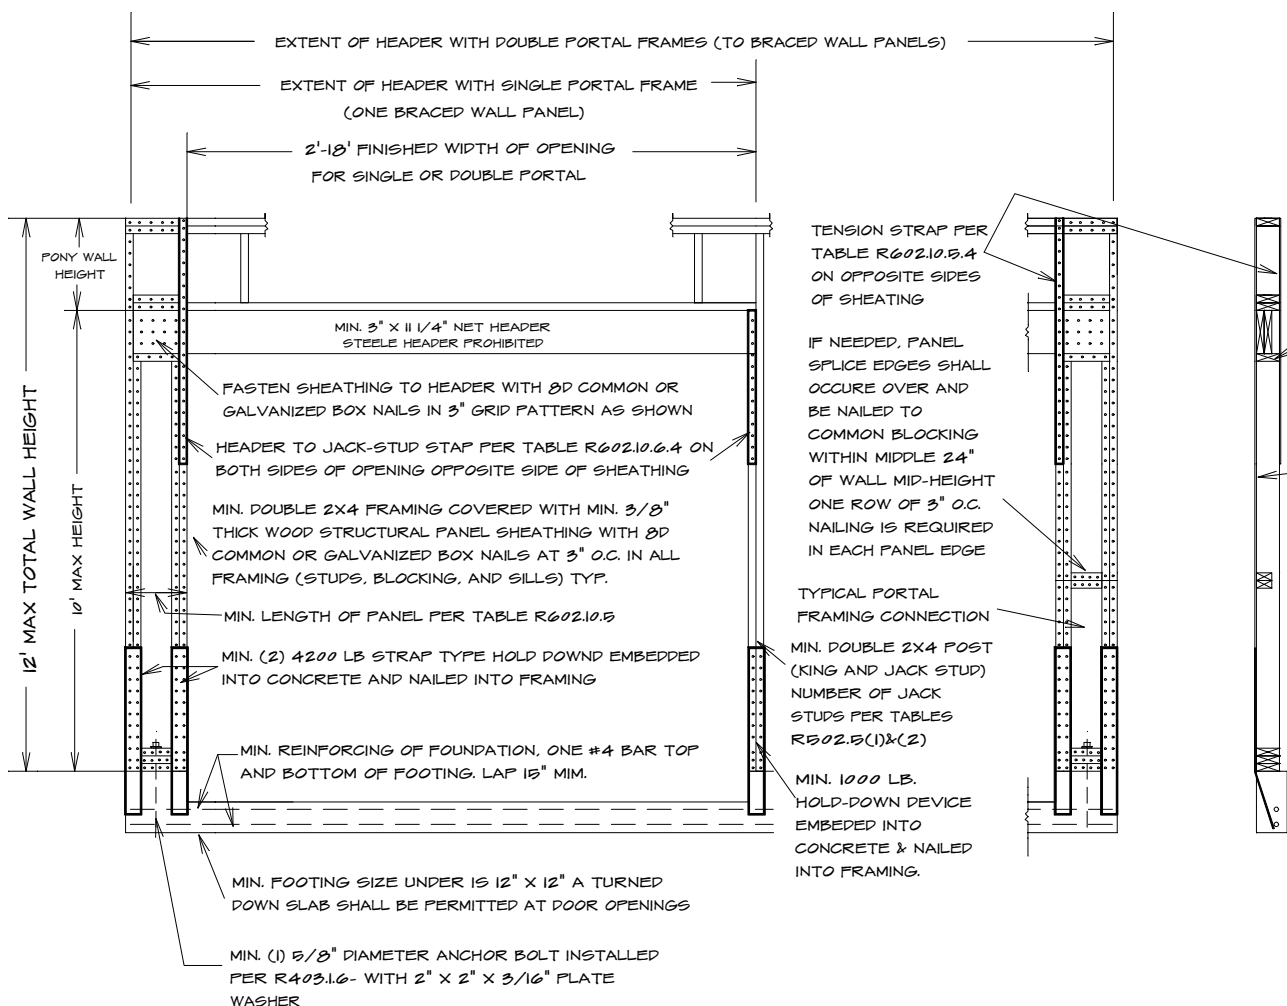 EXTENT OF HEADER WITH DOUBLE PORTAL FRAMES (TO BRACED WALL PANELS)
EXTENT OF HEADER WITH SINGLE PORTAL FRAME
(ONE BRACED WALL PANEL)
2'-18' FINISHED WIDTH OF OPENING
FOR SINGLE OR DOUBLE PORTAL
PONY WALL
HEIGHT
12' MAX TOTAL WALL HEIGHT
10' MAX HEIGHT
MIN. 3" X 11 1/4" NET HEADER
STEELE HEADER PROHIBITED
FASTEN SHEATHING TO HEADER WITH 8D COMMON OR
GALVANIZED BOX NAILS IN 3" GRID PATTERN AS SHOWN
HEADER TO JACK-STUD STAP PER TABLE R602.10.6.4 ON
BOTH SIDES OF OPENING OPPOSITE SIDE OF SHEATHING
MIN. DOUBLE 2X4 FRAMING COVERED WITH MIN. 3/8"
THICK WOOD STRUCTURAL PANEL SHEATHING WITH 8D
COMMON OR GALVANIZED BOX NAILS AT 3" O.C. IN ALL
FRAMING (STUDS, BLOCKING, AND SILLS) TYP.
MIN. LENGTH OF PANEL PER TABLE R602.10.5
MIN. (2) 4200 LB STRAP TYPE HOLD DOWND EMBEDDED
INTO CONCRETE AND NAILED INTO FRAMING
MIN. REINFORCING OF FOUNDATION, ONE #4 BAR TOP
AND BOTTOM OF FOOTING. LAP 15" MIM.
MIN. FOOTING SIZE UNDER IS 12" X 12" A TURNED
DOWN SLAB SHALL BE PERMITTED AT DOOR OPENINGS
MIN. (1) 5/8" DIAMETER ANCHOR BOLT INSTALLED
PER R403.1.6- WITH 2" X 2" X 3/16" PLATE
WASHER
TENSION STRAP PER
TABLE R602.10.5.4
ON OPPOSITE SIDES
OF SHEATING
IF NEEDED, PANEL
SPLICE EDGES SHALL
OCCURE OVER AND
BE NAILED TO
COMMON BLOCKING
WITHIN MIDDLE 24"
OF WALL MID-HEIGHT
ONE ROW OF 3" O.C.
NAILING IS REQUIRED
IN EACH PANEL EDGE
TYPICAL PORTAL
FRAMING CONNECTION
MIN. DOUBLE 2X4 POST
(KING AND JACK STUD)
NUMBER OF JACK
STUDS PER TABLES
R502.5(1)&(2)
MIN. 1000 LB.
HOLD-DOWN DEVICE
EMBEDED INTO
CONCRETE & NAILED
INTO FRAMING.